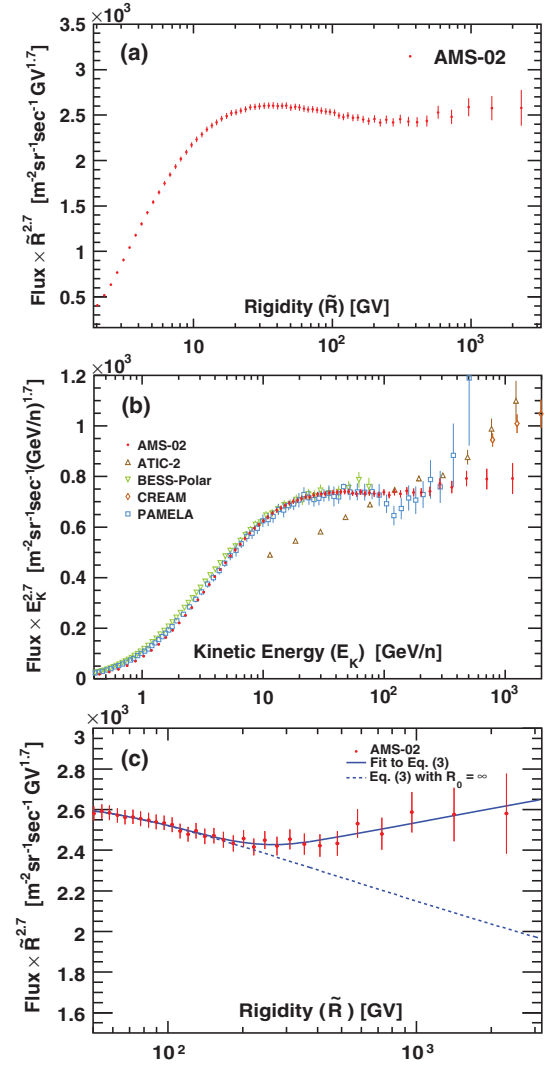 ×10³
3.5
(a)
AMS-02
3
2.5
2
1.5
1
0.5
Flux × R̃^2.7 [m^-2sr^-1sec^-1 GV^1.7]
Rigidity (R̃) [GV]
10
10²
10³
×10³
1.2
(b)
AMS-02
ATIC-2
BESS-Polar
CREAM
PAMELA
1
0.8
0.6
0.4
0.2
0
Flux × E_K^2.7 [m^-2sr^-1sec^-1(GeV/n)^1.7]
Kinetic Energy (E_K) [GeV/n]
1
10
10²
10³
×10³
3
(c)
AMS-02
Fit to Eq. (3)
Eq. (3) with R_0 = ∞
2.8
2.6
2.4
2.2
2
1.8
1.6
Flux × R̃^2.7 [m^-2sr^-1sec^-1 GV^1.7]
Rigidity (R̃ ) [GV]
10²
10³